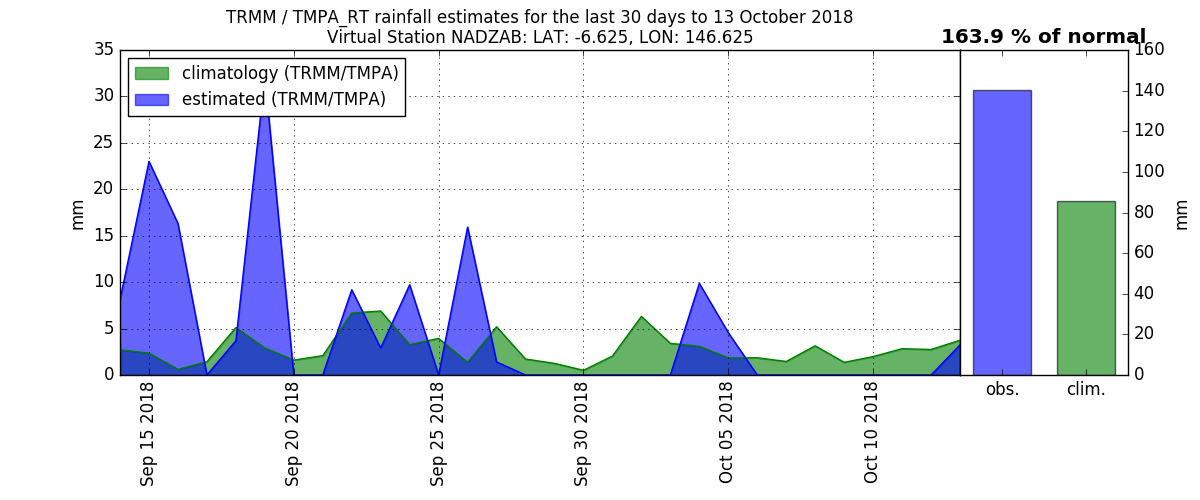 TRMM / TMPA_RT rainfall estimates for the last 30 days to 13 October 2018
Virtual Station NADZAB: LAT: -6.625, LON: 146.625
163.9 % of normal
climatology (TRMM/TMPA)
estimated (TRMM/TMPA)
mm
35
30
25
20
15
10
5
0
Sep 15 2018
Sep 20 2018
Sep 25 2018
Sep 30 2018
Oct 05 2018
Oct 10 2018
obs.
clim.
160
140
120
100
80
60
40
20
0
mm